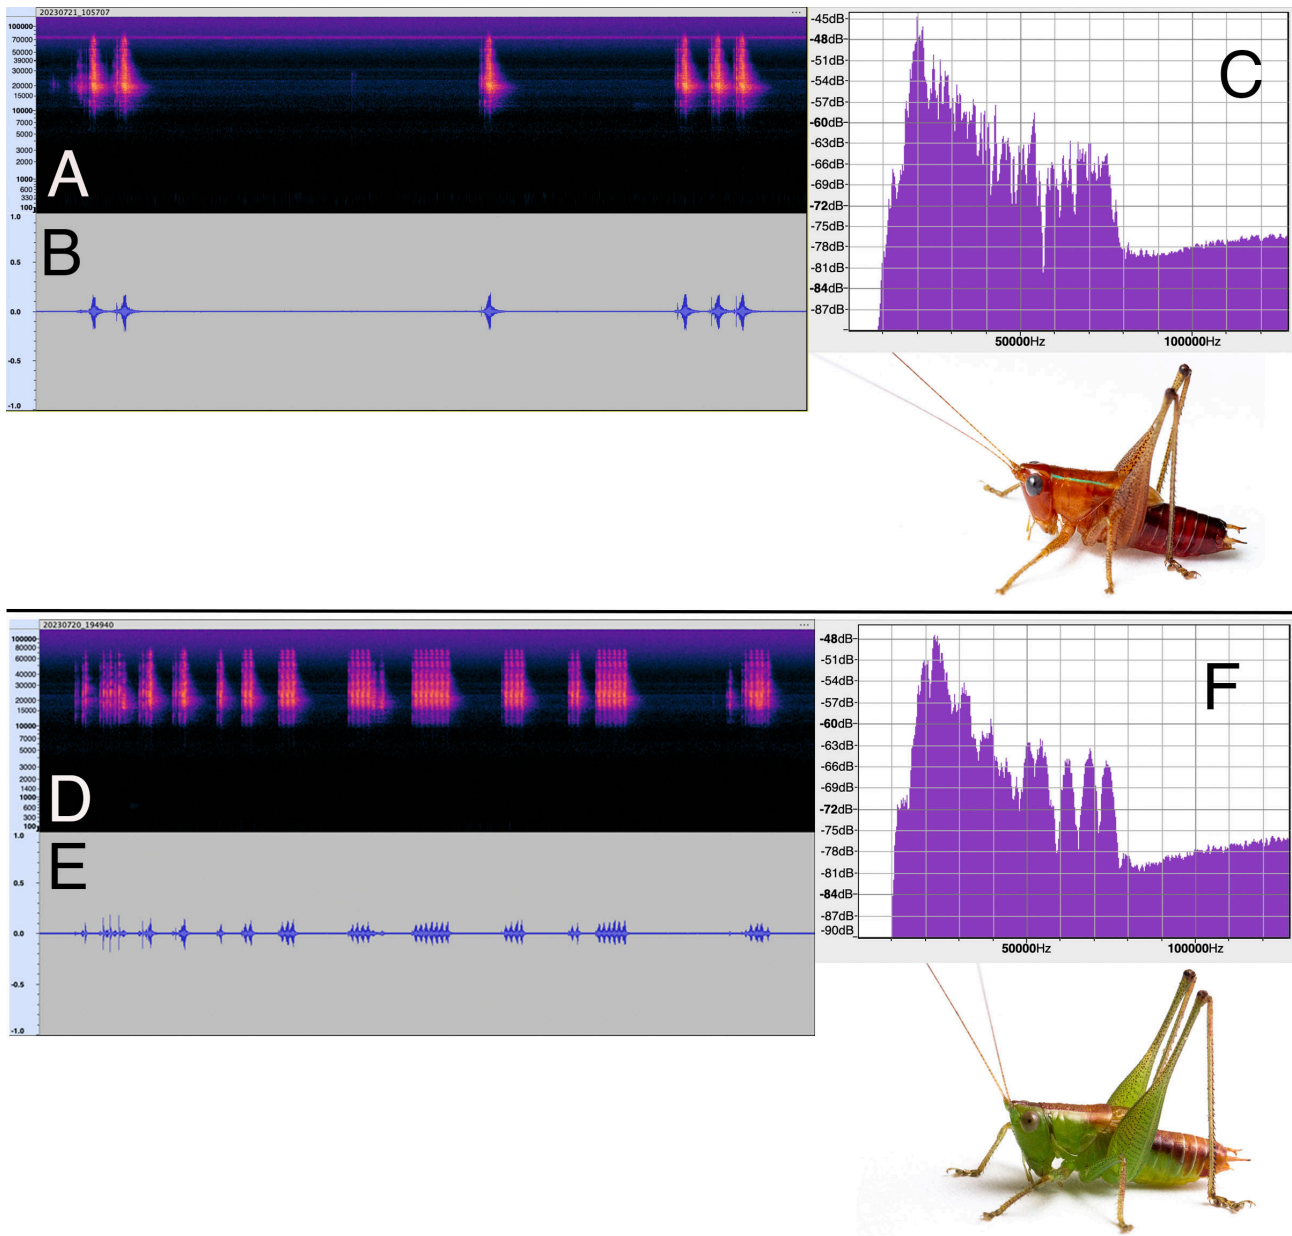 20230721_105707
100000
70000
50000
39000
30000
20000
15000
10000
7000
5000
3000
2000
1000
600
330
100
A
1.0
0.5
0.0
-0.5
-1.0
B
-45dB
-48dB
-51dB
-54dB
-57dB
-60dB
-63dB
-66dB
-69dB
-72dB
-75dB
-78dB
-81dB
-84dB
-87dB
50000Hz 100000Hz
C
20230720_194940
100000
80000
60000
40000
30000
20000
15000
10000
7000
5000
3000
2000
1400
1000
600
300
100
D
1.0
0.5
0.0
-0.5
-1.0
E
-48dB
-51dB
-54dB
-57dB
-60dB
-63dB
-66dB
-69dB
-72dB
-75dB
-78dB
-81dB
-84dB
-87dB
-90dB
50000Hz 100000Hz
F